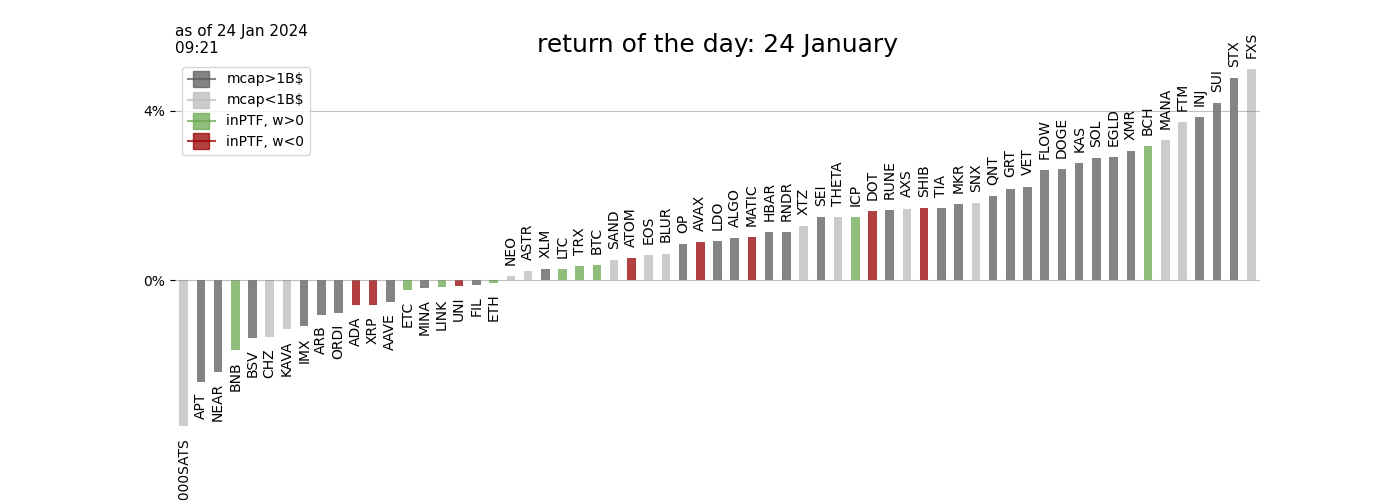 as of 24 Jan 2024
09:21
return of the day: 24 January
mcap>1B$
mcap<1B$
inPTF, w>0
inPTF, w<0
4%
0%
000SATS
APT
NEAR
BNB
BSV
CHZ
KAVA
IMX
ARB
ORDI
ADA
XRP
AAVE
ETC
MINA
LINK
UNI
FIL
ETH
NEO
ASTR
XLM
LTC
TRX
BTC
SAND
ATOM
EOS
BLUR
OP
AVAX
LDO
ALGO
MATIC
HBAR
RNDR
XTZ
SEI
THETA
ICP
DOT
RUNE
AXS
SHIB
TIA
MKR
SNX
QNT
GRT
VET
FLOW
DOGE
KAS
SOL
EGLD
XMR
BCH
MANA
FTM
INJ
SUI
STX
FXS